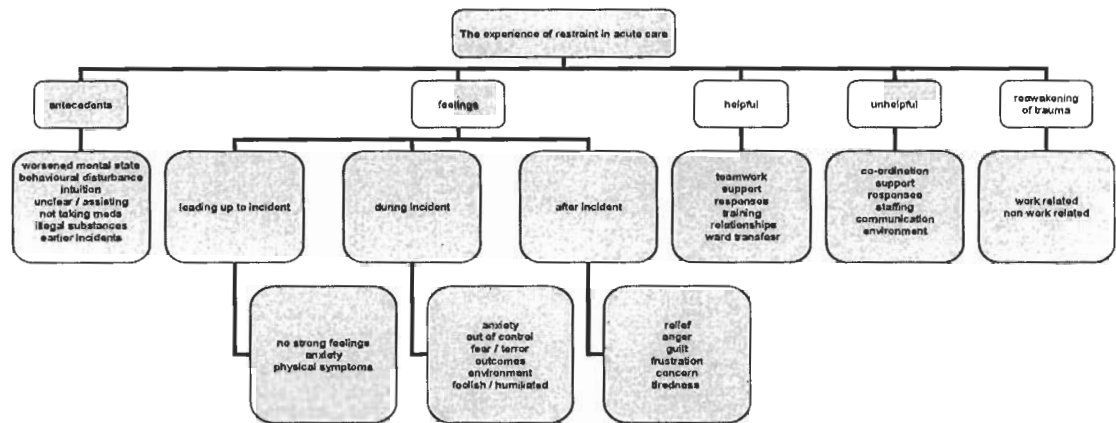 The experience of restraint in acute care
antecedents
feelings
helpful
unhelpful
reawakening
of trauma
worsened mental state
behavioural disturbance
intuition
unclear / assisting
not taking meds
illegal substances
earlier incidents
leading up to incident
during incident
after incident
teamwork
support
responses
training
relationships
ward transfer
co-ordination
support
responses
staffing
communication
environment
work related
non work related
no strong feelings
anxiety
physical symptoms
anxiety
out of control
fear / terror
outcomes
environment
foolish / humiliated
relief
anger
guilt
frustration
concern
tiredness